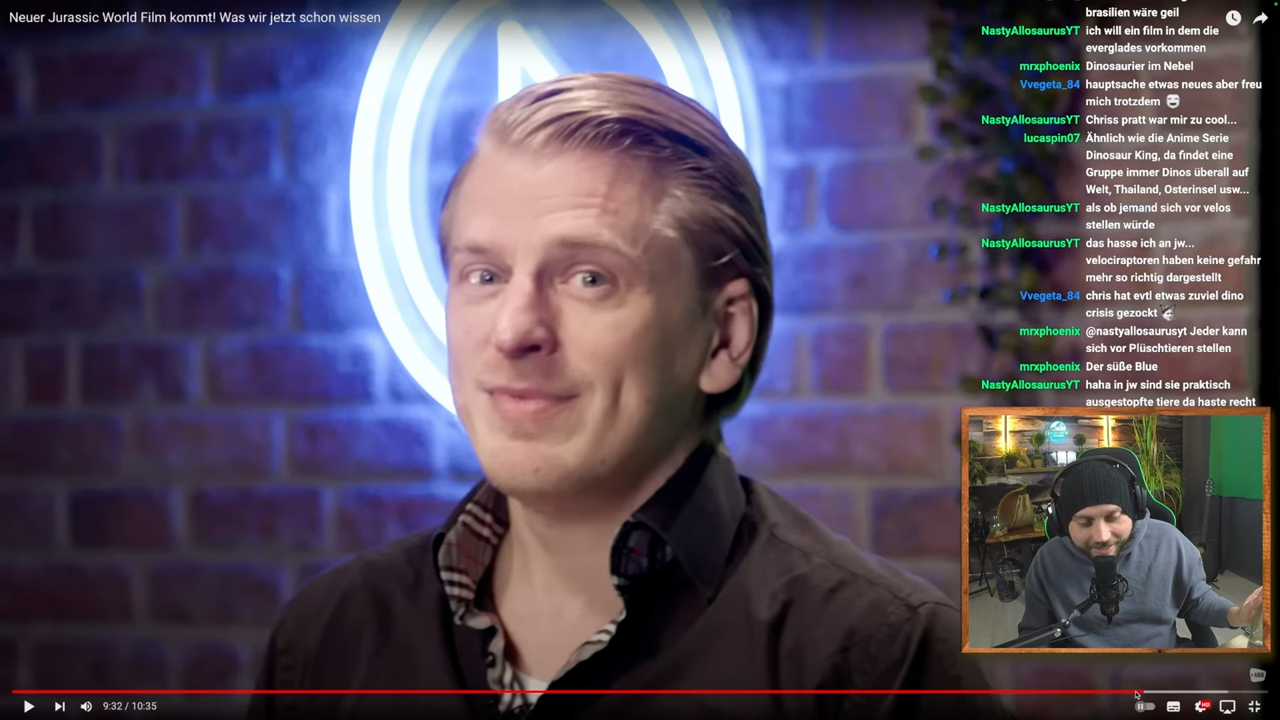 Neuer Jurassic World Film kommt! Was wir jetzt schon wissen
brasilien wäre geil
NastyAllosaurusYT ich will ein film in dem die
everglades vorkommen
mrxphoenix Dinosaurier im Nebel
Vvegeta_84 hauptsache etwas neues aber freu
mich trotzdem
NastyAllosaurusYT Chriss pratt war mir zu cool...
lucaspin07 Ähnlich wie die Anime Serie
Dinosaur King, da findet eine
Gruppe immer Dinos überall auf
Welt, Thailand, Osterinsel usw...
NastyAllosaurusYT als ob jemand sich vor velos
stellen würde
NastyAllosaurusYT das hasse ich an jw...
velociraptoren haben keine gefahr
mehr so richtig dargestellt
Vvegeta_84 chris hat evtl etwas zuviel dino
crisis gezockt
mrxphoenix @nastyallosaurusyt Jeder kann
sich vor Plüschtieren stellen
mrxphoenix Der süße Blue
NastyAllosaurusYT haha in jw sind sie praktisch
ausgestopfte tiere da haste recht
9:32 / 10:35
HD